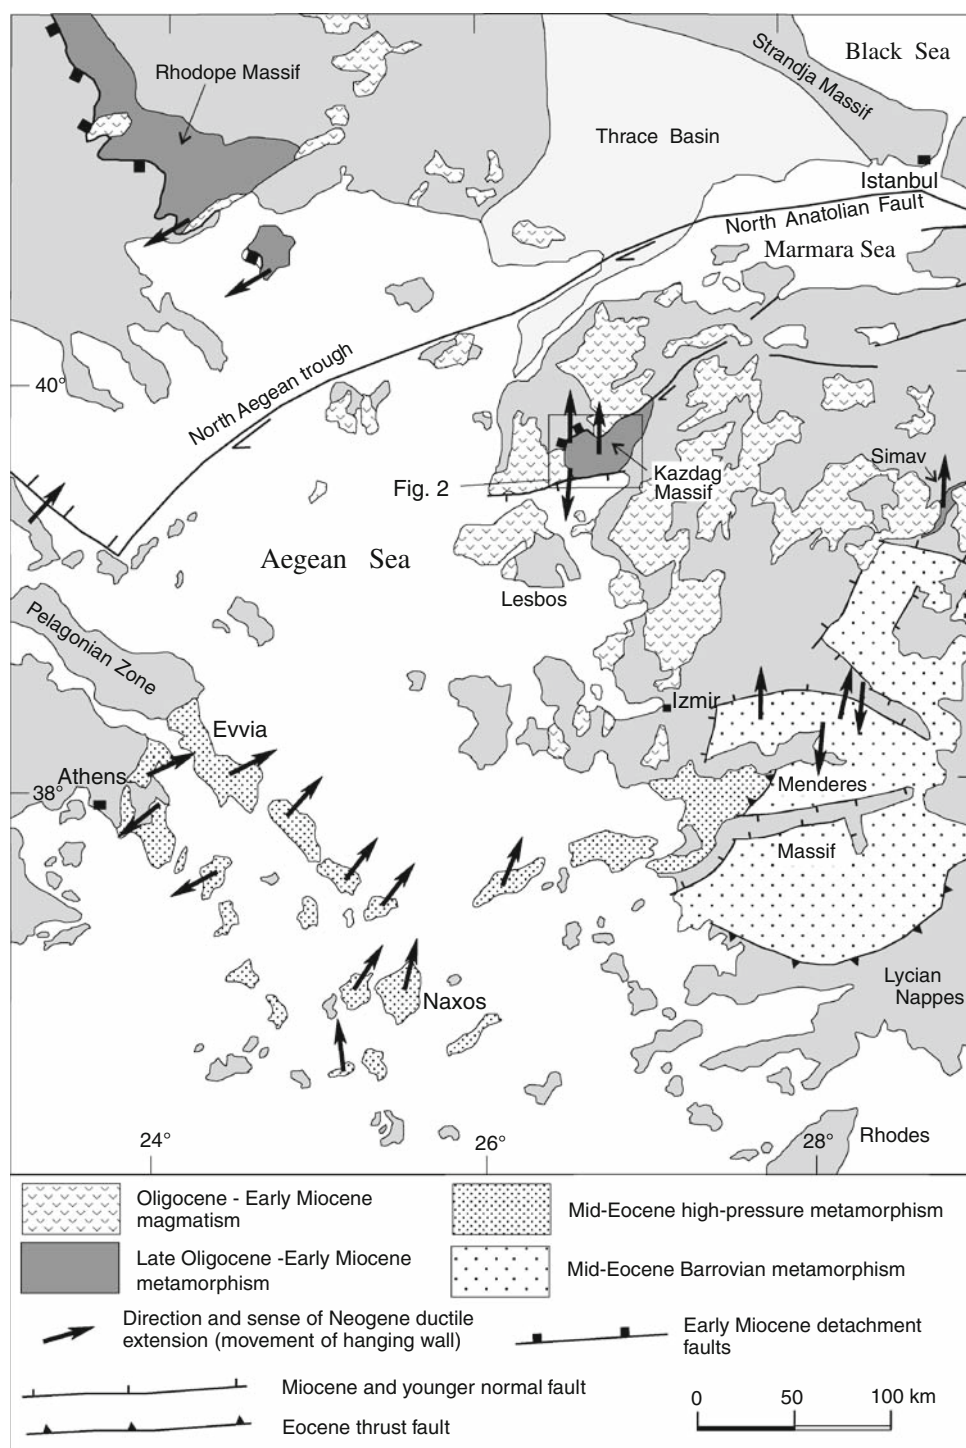 Black Sea
Strandja Massif
Rhodope Massif
Thrace Basin
Istanbul
North Anatolian Fault
Marmara Sea
40°
North Aegean trough
Simav
Kazdag
Massif
Fig. 2
Aegean Sea
Lesbos
Pelagonian Zone
Izmir
Evvia
Athens
38°
Menderes
Massif
Lycian
Nappes
Naxos
24°
26°
28°
Rhodes
Oligocene - Early Miocene
magmatism
Mid-Eocene high-pressure metamorphism
Late Oligocene -Early Miocene
metamorphism
Mid-Eocene Barrovian metamorphism
Direction and sense of Neogene ductile
extension (movement of hanging wall)
Early Miocene detachment
faults
Miocene and younger normal fault
0 50 100 km
Eocene thrust fault